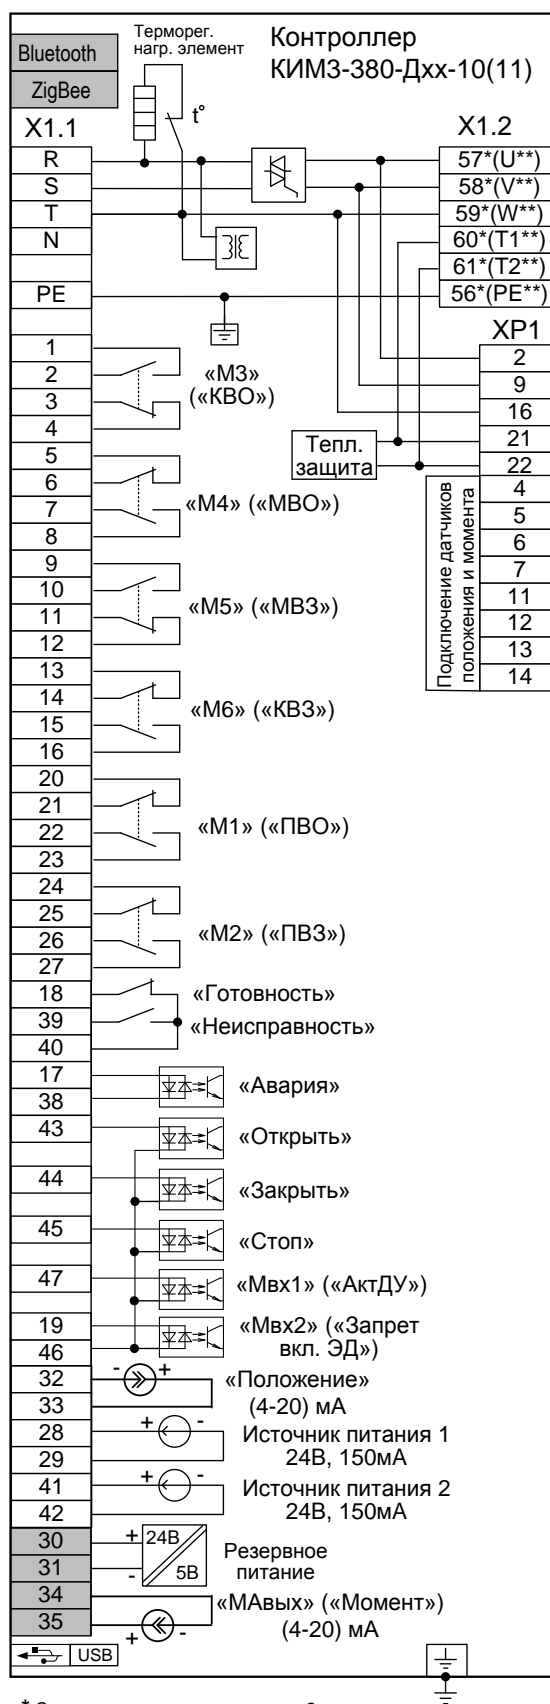 Bluetooth
ZigBee
Терморег.
нагр. элемент
t°
Контроллер
КИМ3-380-Дхх-10(11)
X1.1
R
S
T
N
PE
X1.2
57*(U**)
58*(V**)
59*(W**)
60*(T1**)
61*(T2**)
56*(PE**)
XP1
2
9
16
21
22
4
5
6
7
11
12
13
14
Тепл.
защита
Подключение датчиков
положения и момента
1
2
3
4
«М3»
(«КВО»)
5
6
7
8
«М4» («МВО»)
9
10
11
12
«М5» («МВЗ»)
13
14
15
16
«М6» («КВЗ»)
20
21
22
23
«М1» («ПВО»)
24
25
26
27
«М2» («ПВЗ»)
18
39
40
«Готовность»
«Неисправность»
17
38
«Авария»
43
«Открыть»
44
«Закрыть»
45
«Стоп»
47
«Мвх1» («АктДУ»)
19
46
«Мвх2» («Запрет
вкл. ЭД»)
32
33
- +
«Положение»
(4-20) мА
28
29
+ -
Источник питания 1
24В, 150мА
41
42
+ -
Источник питания 2
24В, 150мА
30
31
+
-
24В
5В
Резервное
питание
34
35
+ -
«МАвых» («Момент»)
(4-20) мА
USB